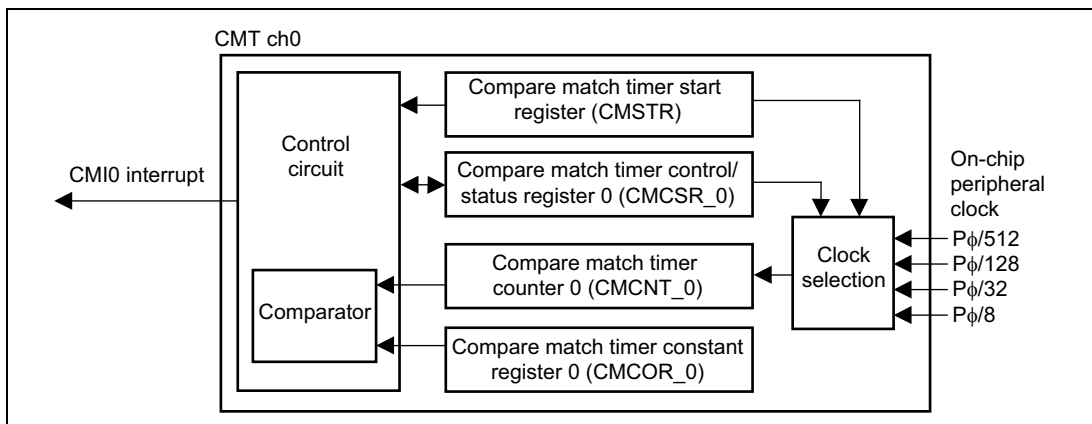 CMT ch0
Compare match timer start
register (CMSTR)
Control
circuit
CMI0 interrupt
Compare match timer control/
status register 0 (CMCSR_0)
On-chip
peripheral
clock
Pϕ/512
Pϕ/128
Pϕ/32
Pϕ/8
Clock
selection
Compare match timer
counter 0 (CMCNT_0)
Comparator
Compare match timer constant
register 0 (CMCOR_0)